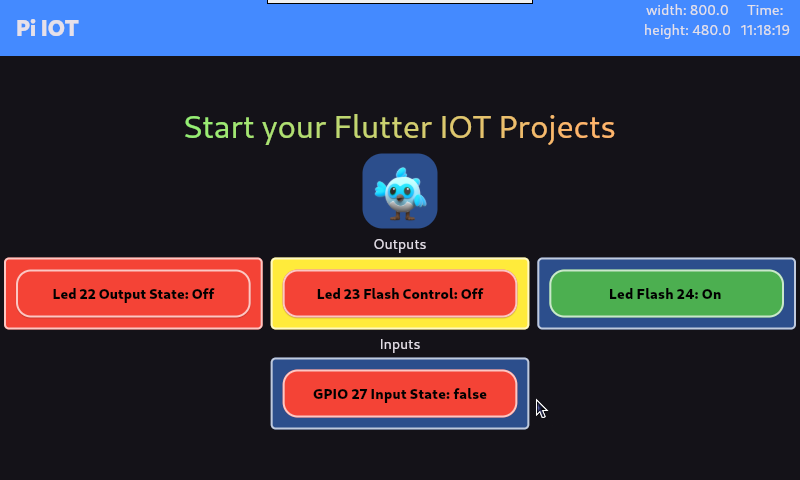 Pi IOT
width: 800.0 Time:
height: 480.0 11:18:19
Start your Flutter IOT Projects
Outputs
Led 22 Output State: Off
Led 23 Flash Control: Off
Led Flash 24: On
Inputs
GPIO 27 Input State: false